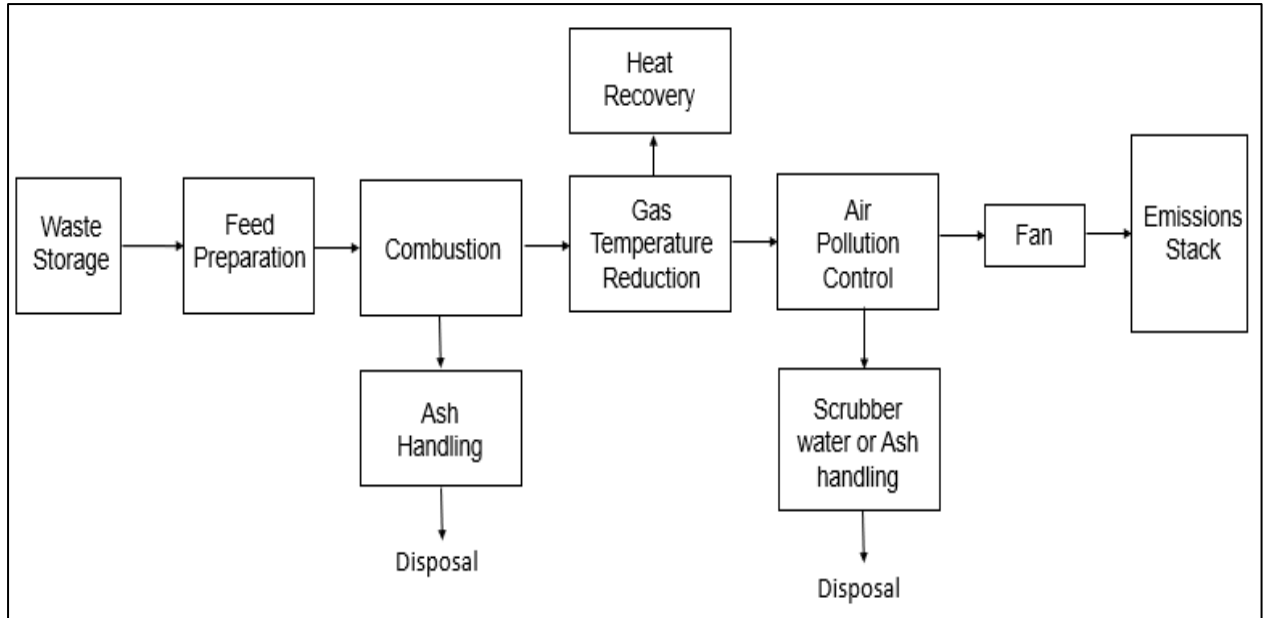 Heat
Recovery
Waste
Storage
Feed
Preparation
Combustion
Gas
Temperature
Reduction
Air
Pollution
Control
Fan
Emissions
Stack
Ash
Handling
Scrubber
water or Ash
handling
Disposal
Disposal